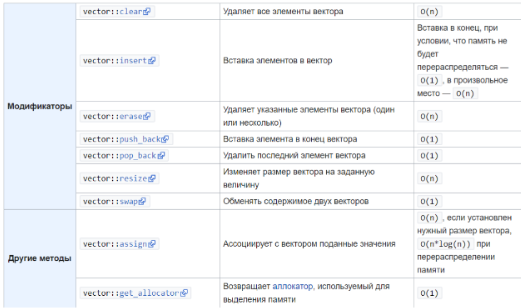 vector::clear Удаляет все элементы вектора O(n)
Вставка в конец, при
условии, что память не
будет
vector::insert Вставка элементов в вектор перераспределяться —
O(1) , в произвольное
место — O(n)
Модификаторы
vector::erase Удаляет указанные элементы вектора (один
или несколько) O(n)
vector::push_back Вставка элемента в конец вектора O(1)
vector::pop_back Удалить последний элемент вектора O(1)
vector::resize Изменяет размер вектора на заданную
величину O(n)
vector::swap Обменять содержимое двух векторов O(1)
O(n) , если установлен
нужный размер вектора,
vector::assign Ассоциирует с вектором поданные значения O(n*log(n)) при
перераспределении
памяти
Другие методы
vector::get_allocator Возвращает аллокатор, используемый для
выделения памяти O(1)